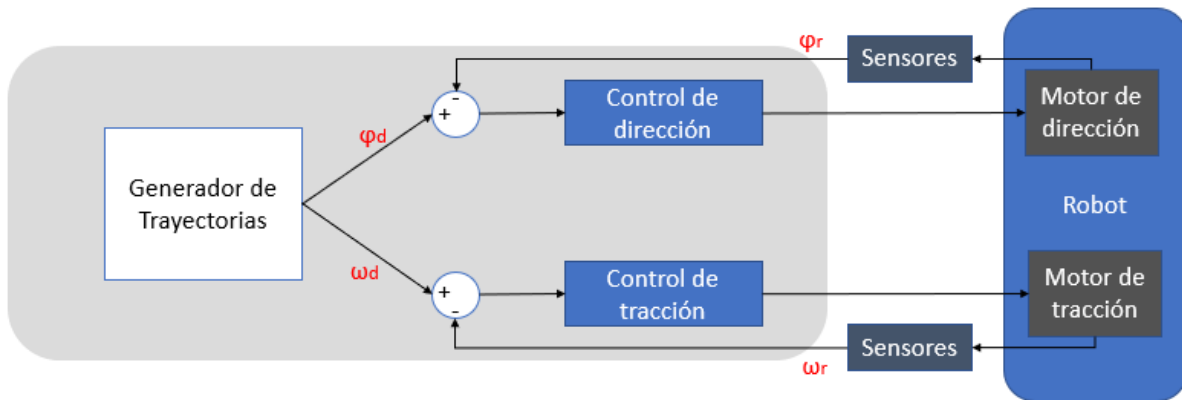 φr
Sensores
-
+
Control de
dirección
Motor de
dirección
φd
Generador de
Trayectorias
Robot
ωd
+
-
Control de
tracción
Motor de
tracción
Sensores
ωr